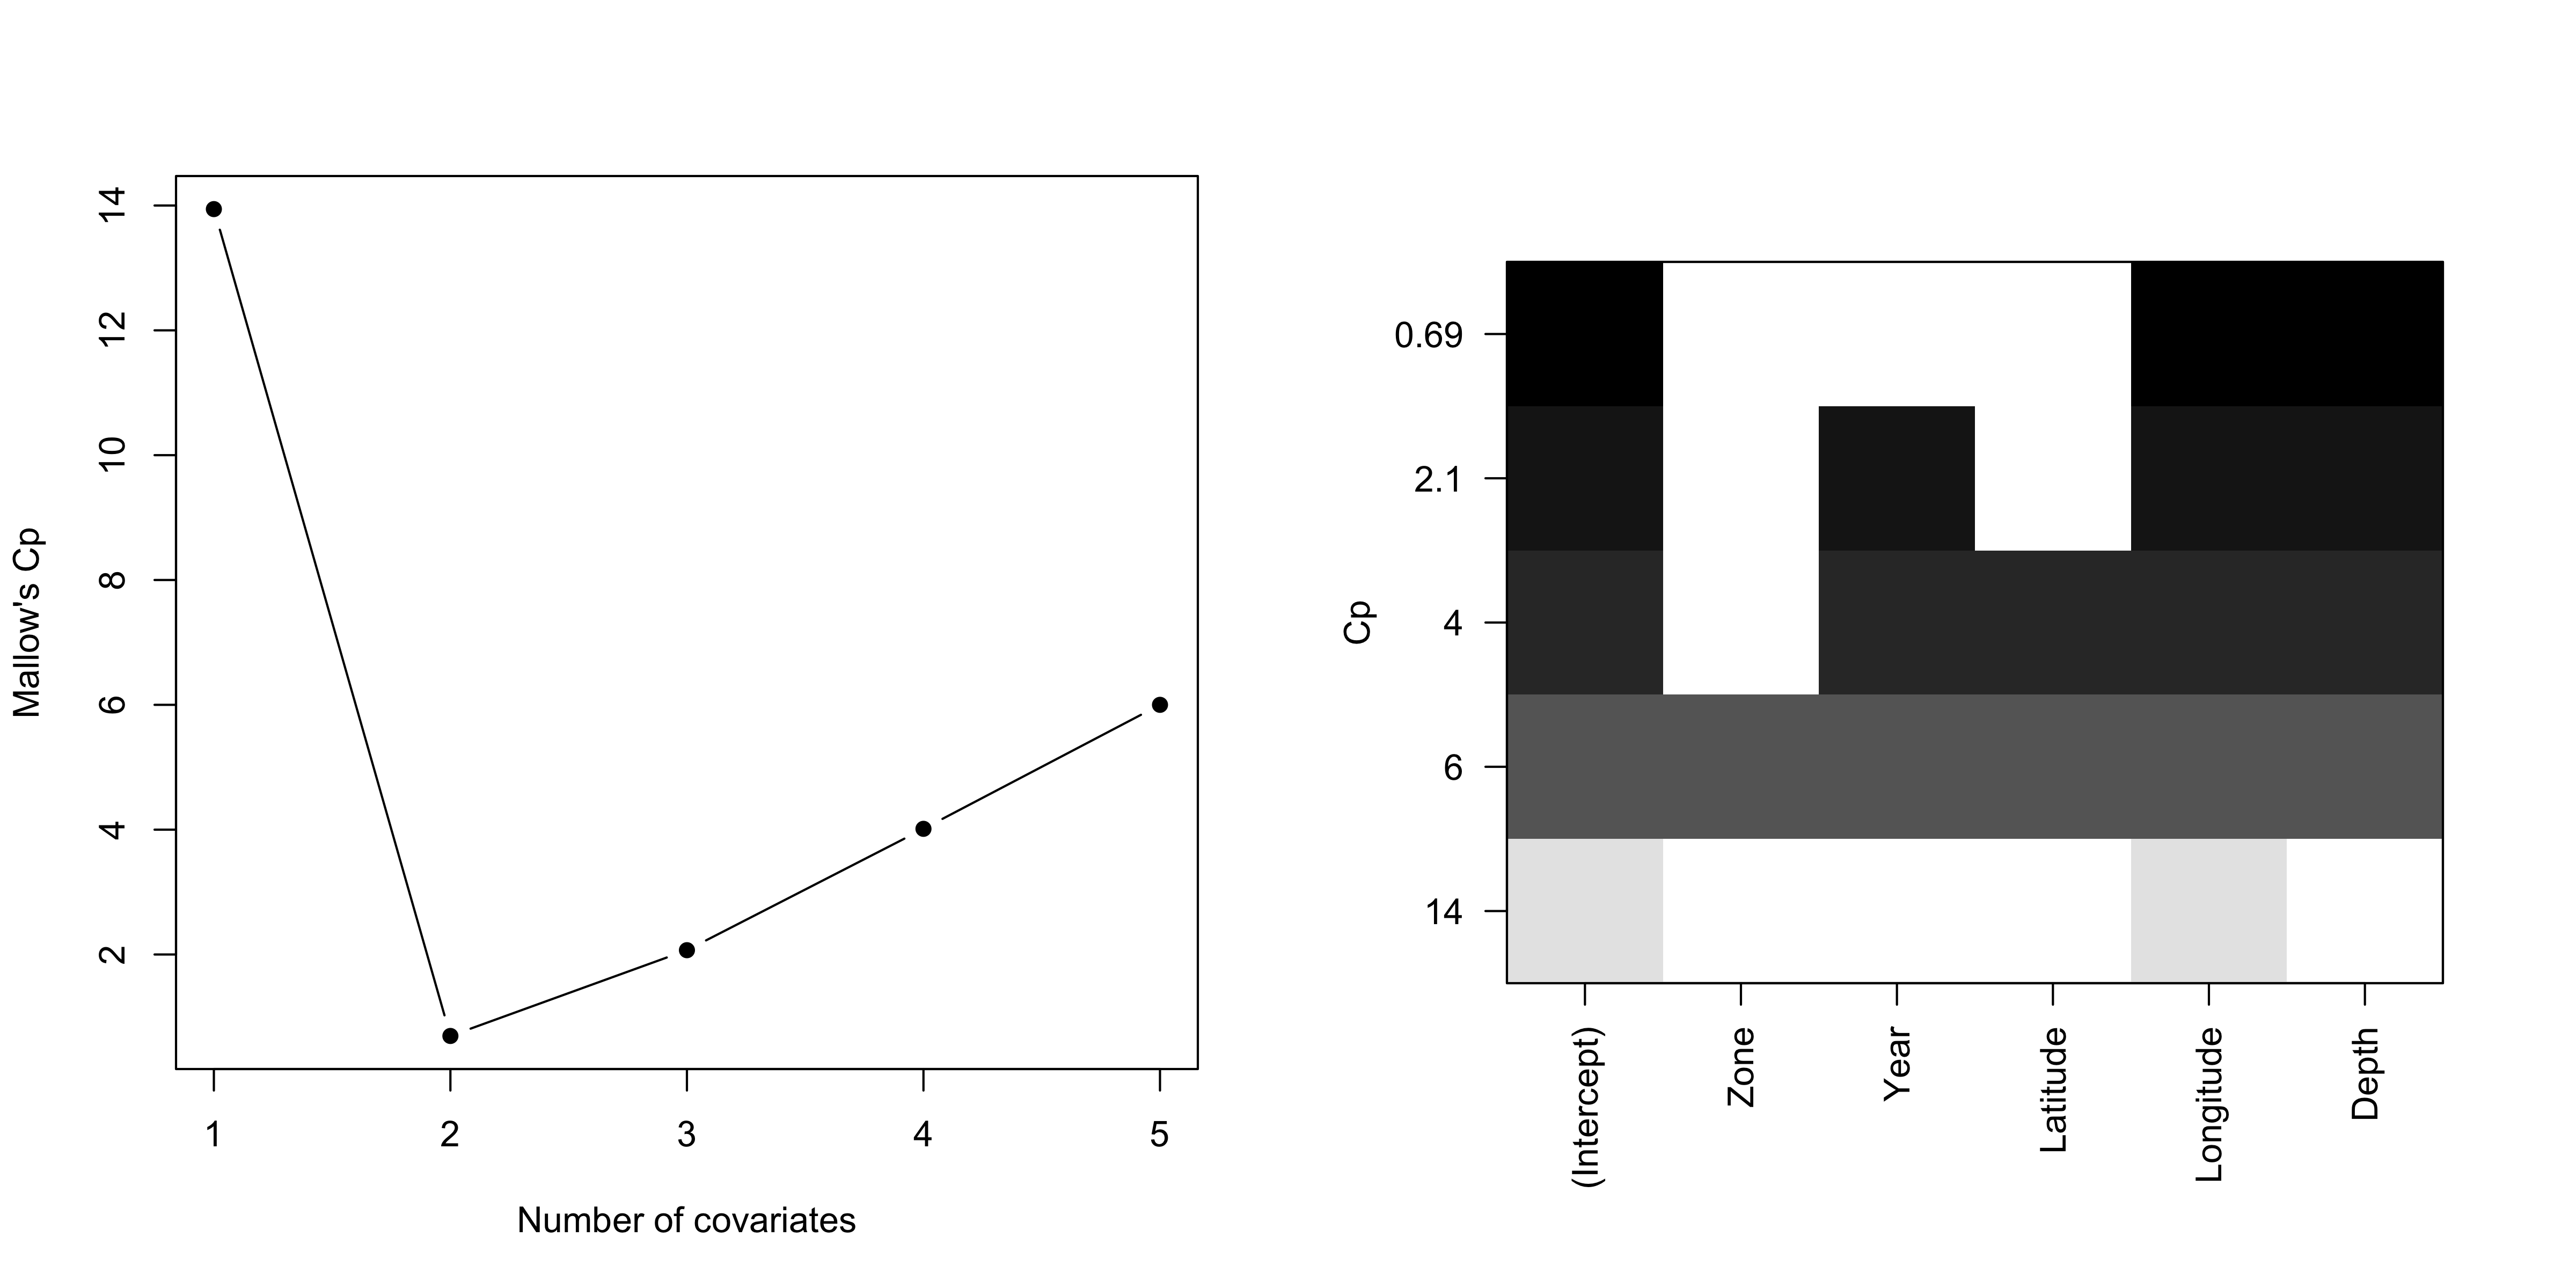 Mallow's Cp
14
12
10
8
6
4
2
1 2 3 4 5
Number of covariates
Cp
0.69
2.1
4
6
14
(Intercept)
Zone
Year
Latitude
Longitude
Depth